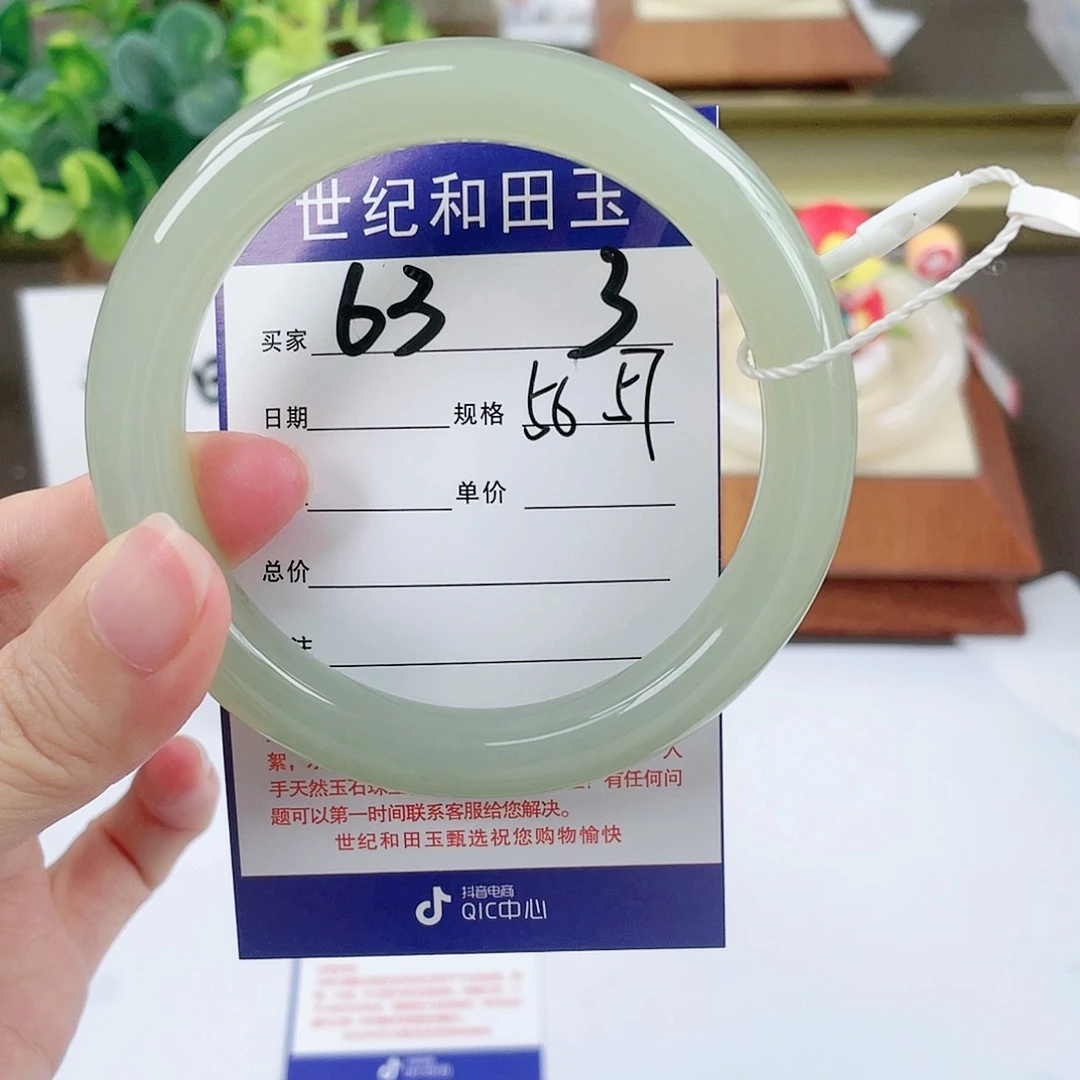 世纪和田玉
63 3
买家
日期 规格 56 57
单价
总价
注
絮，
手天然玉石 有任何问
题可以第一时间联系客服给您解决。
世纪和田玉甄选祝您购物愉快
抖音电商
QIC中心